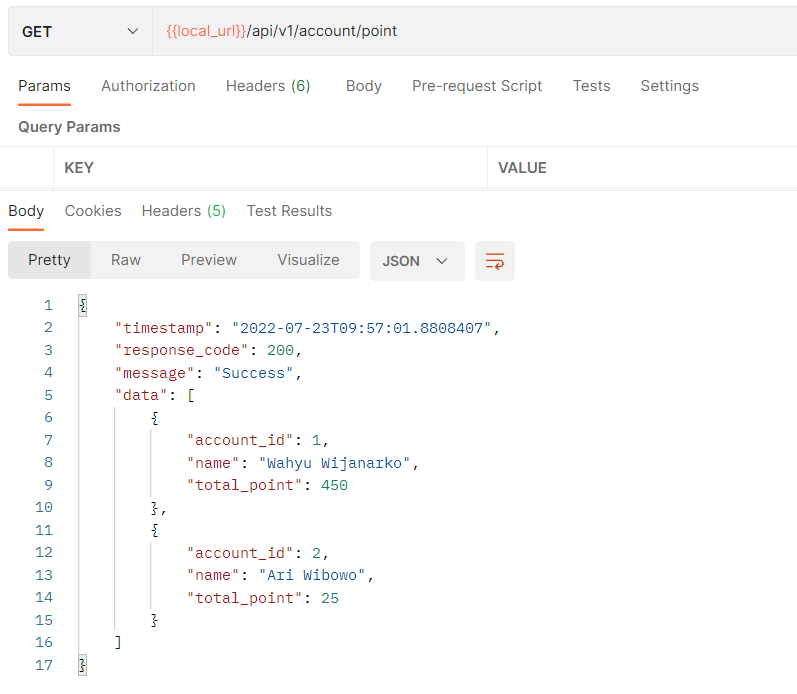 GET {{local_url}}/api/v1/account/point
Params Authorization Headers (6) Body Pre-request Script Tests Settings
Query Params
KEY VALUE
Body Cookies Headers (5) Test Results
Pretty Raw Preview Visualize JSON
1 {
2 "timestamp": "2022-07-23T09:57:01.8808407",
3 "response_code": 200,
4 "message": "Success",
5 "data": [
6 {
7 "account_id": 1,
8 "name": "Wahyu Wijanarko",
9 "total_point": 450
10 },
11 {
12 "account_id": 2,
13 "name": "Ari Wibowo",
14 "total_point": 25
15 }
16 ]
17 }